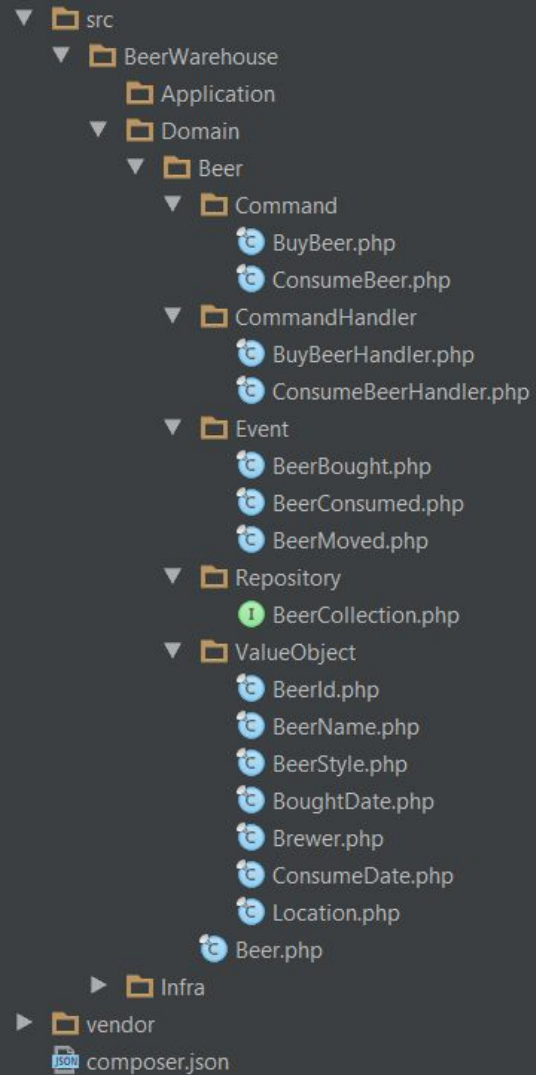 src
BeerWarehouse
Application
Domain
Beer
Command
BuyBeer.php
ConsumeBeer.php
CommandHandler
BuyBeerHandler.php
ConsumeBeerHandler.php
Event
BeerBought.php
BeerConsumed.php
BeerMoved.php
Repository
BeerCollection.php
ValueObject
BeerId.php
BeerName.php
BeerStyle.php
BoughtDate.php
Brewer.php
ConsumeDate.php
Location.php
Beer.php
Infra
vendor
composer.json